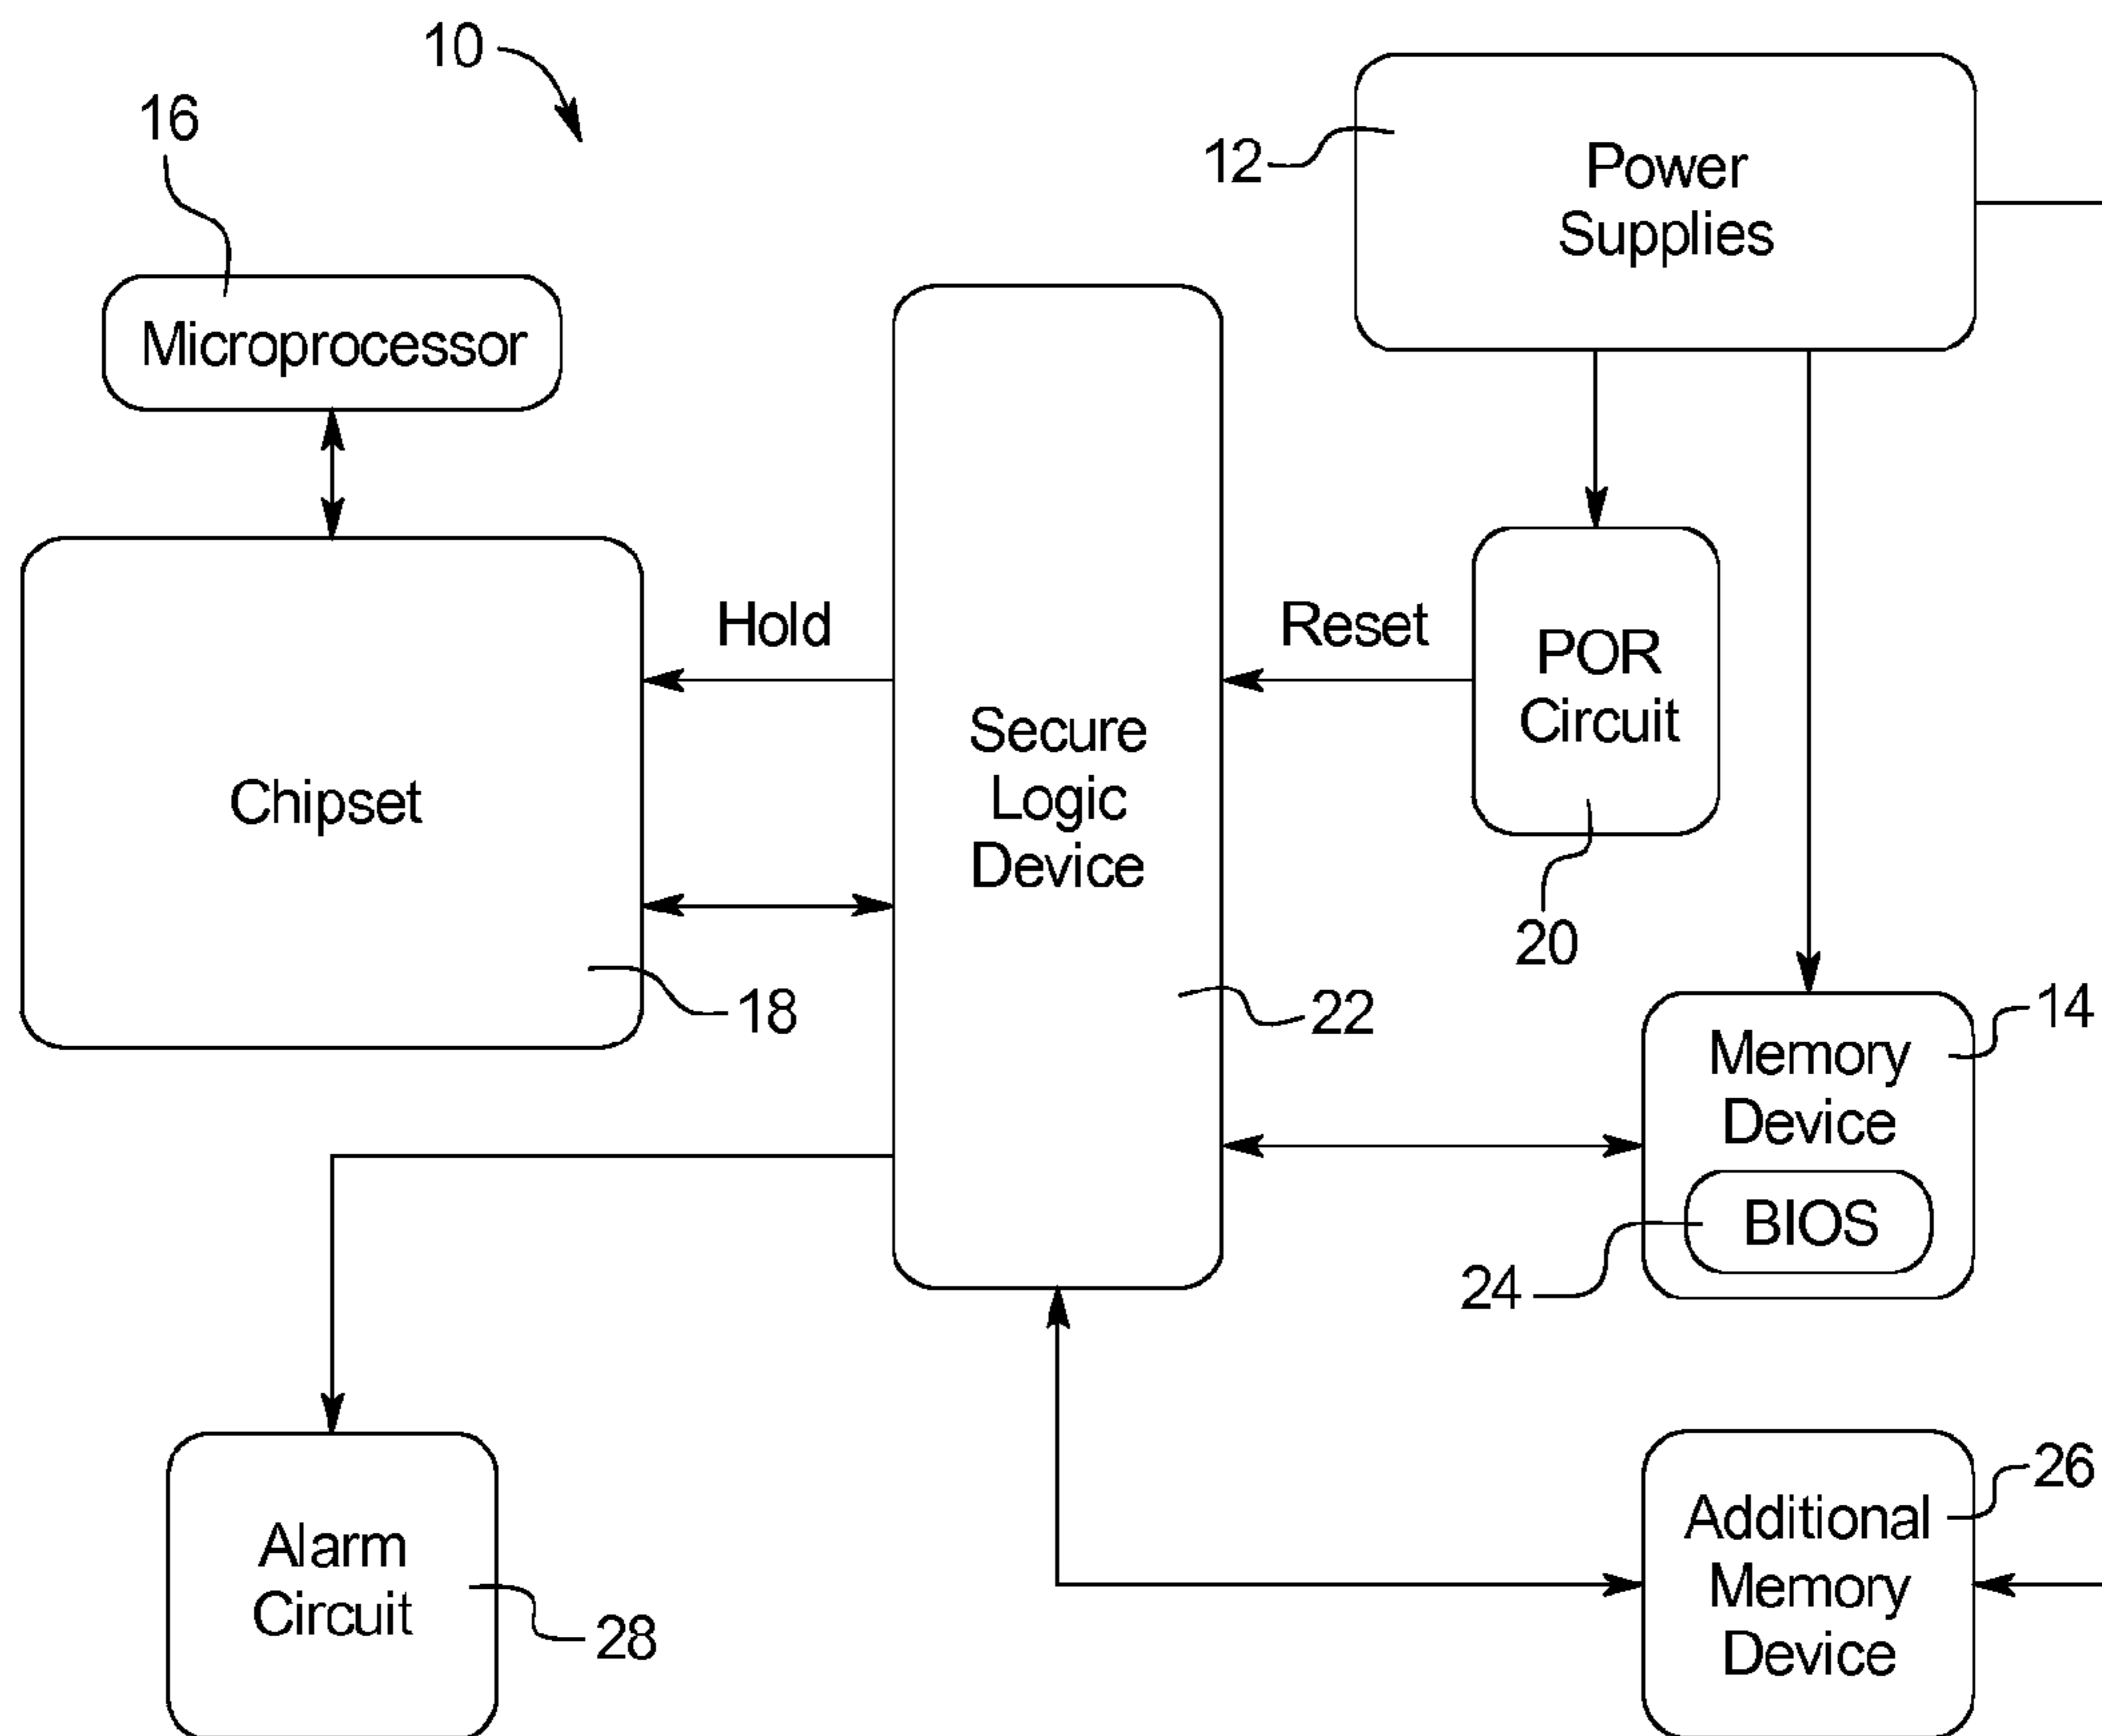 10
16
12
Power
Supplies
Microprocessor
Hold
Reset
POR
Circuit
Secure
Logic
Device
Chipset
20
18
22
14
Memory
Device
BIOS
24
26
Additional
Memory
Device
Alarm
Circuit
28